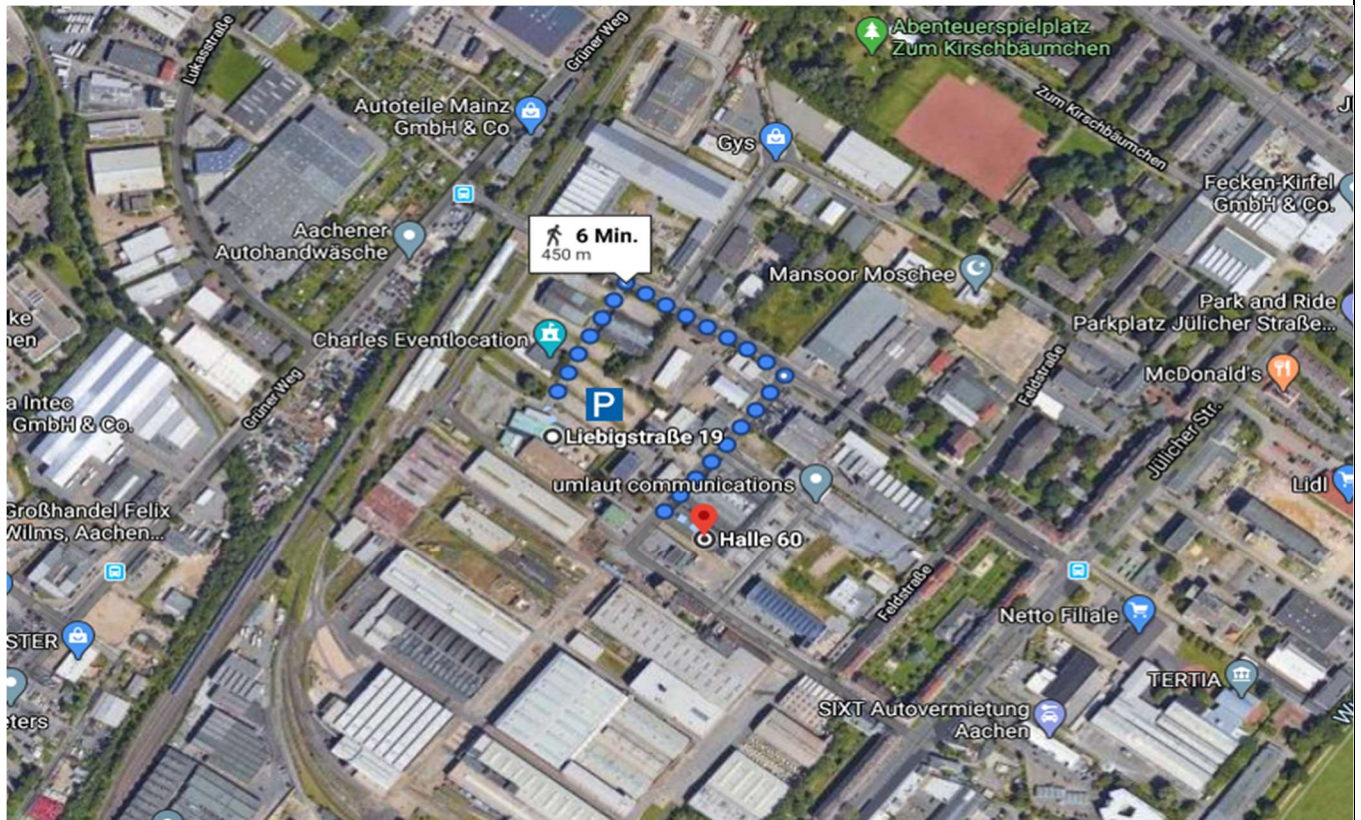 Lukasstraße
Grüner Weg
Abenteuerspielplatz
Zum Kirschbäumchen
Autoteile Mainz
GmbH & Co
Gys
Zum Kirschbäumchen
Fecken-Kirfel
GmbH & Co.
Aachener
Autohandwäsche
6 Min.
450 m
Mansoor Moschee
Park and Ride
Parkplatz Jülicher Straße...
Charles Eventlocation
Feldstraße
McDonald's
Grüner Weg
P
a Intec
GmbH & Co.
Liebigstraße 19
Jülicher Str.
umlaut communications
Lidl
Großhandel Felix
Wilms, Aachen...
Halle 60
Feldstraße
Netto Filiale
STER
TERTIA
eters
SIXT Autovermietung
Aachen